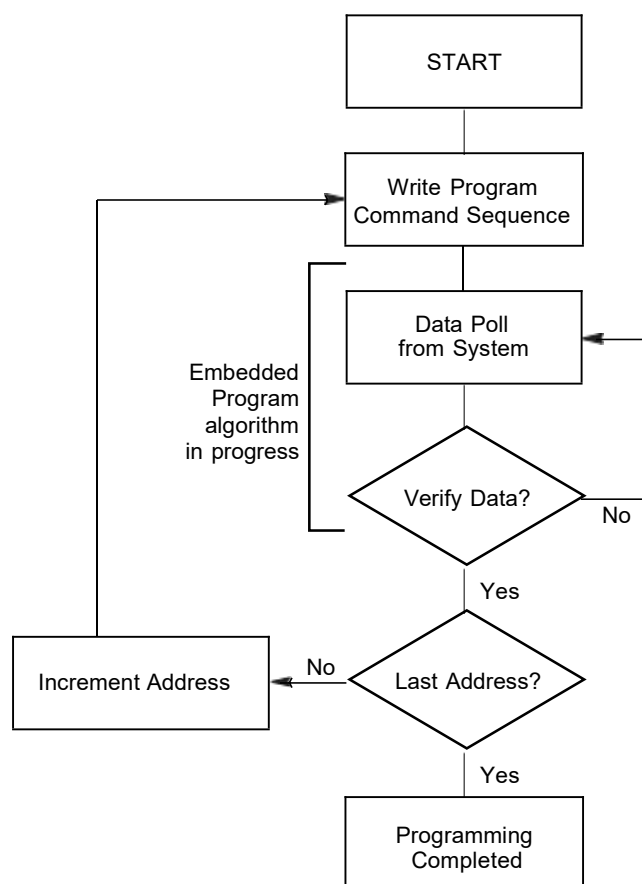 START
Write Program
Command Sequence
Data Poll
from System
Embedded
Program
algorithm
in progress
Verify Data?
No
Yes
Increment Address
No
Last Address?
Yes
Programming
Completed